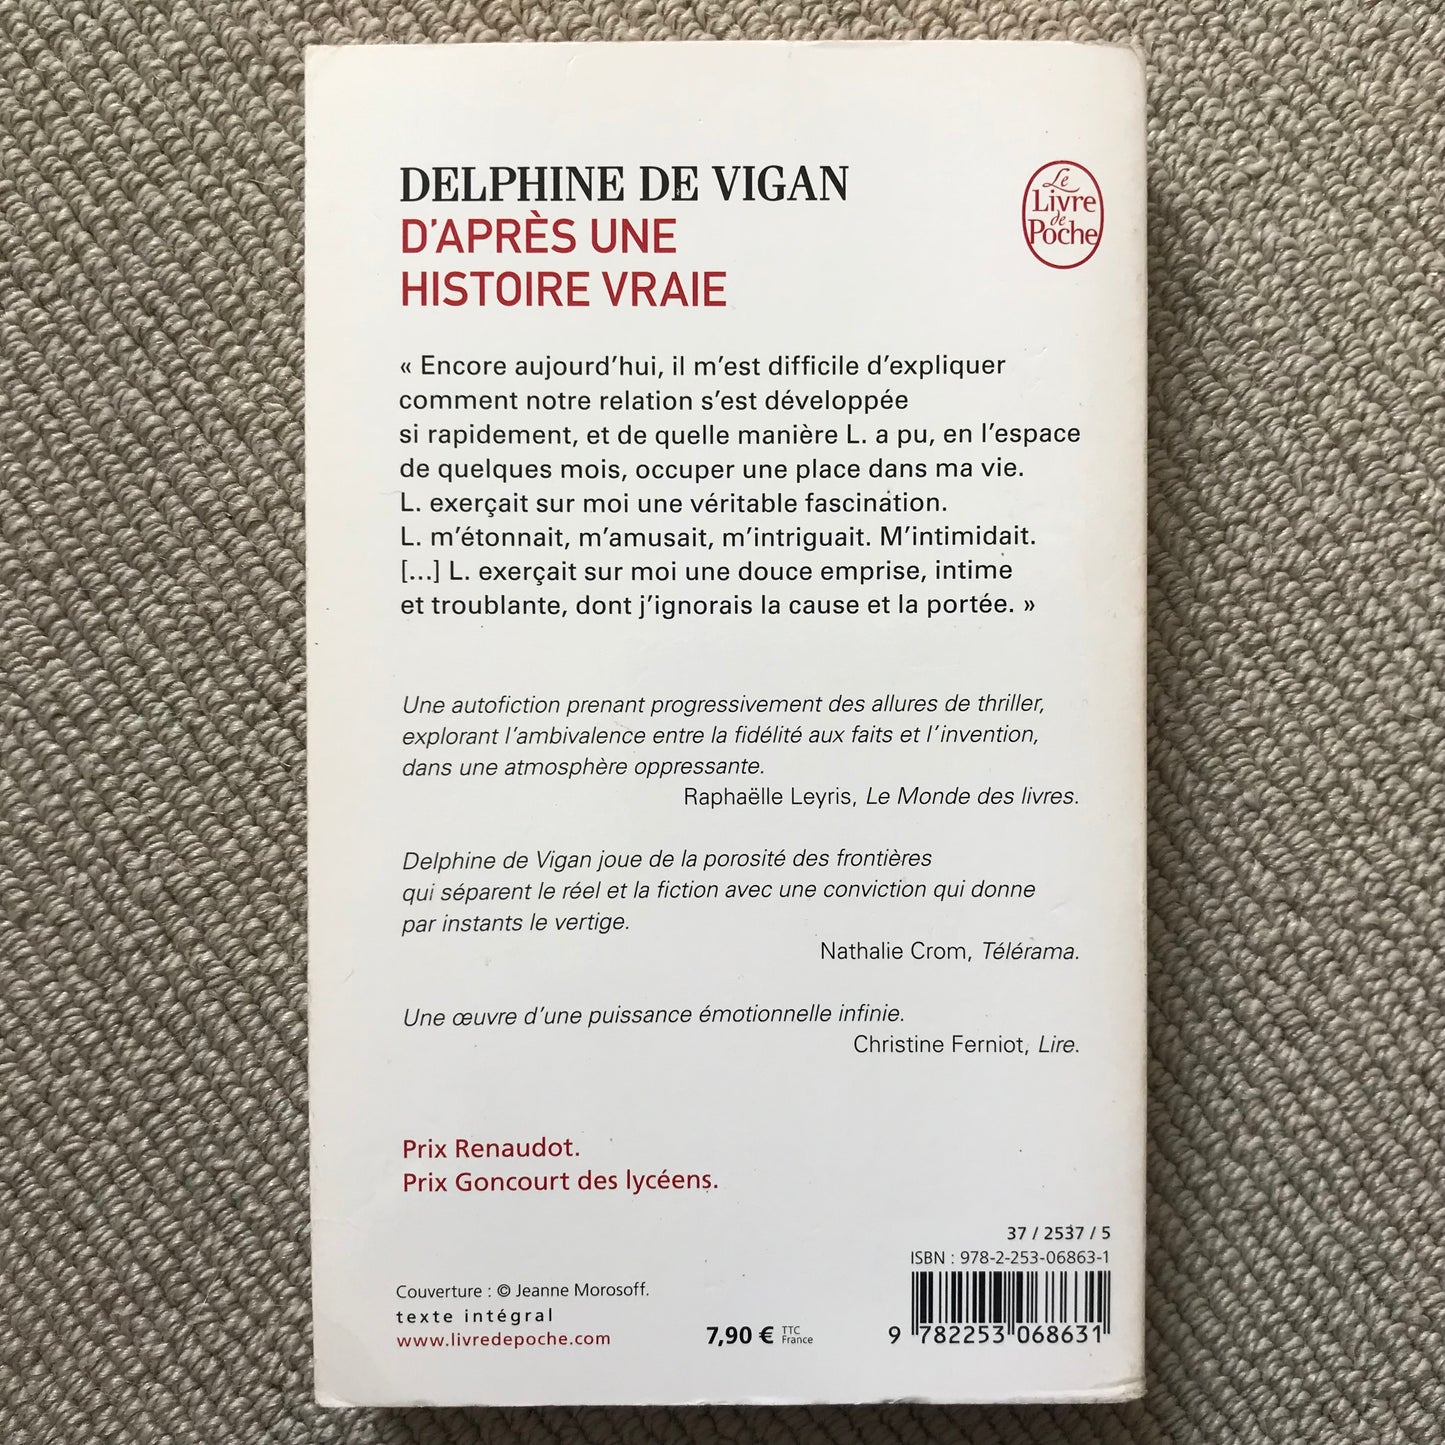 DELPHINE DE VIGAN
D'APRÈS UNE
HISTOIRE VRAIE
Le
Livre
de
Poche
« Encore aujourd'hui, il m'est difficile d'expliquer
comment notre relation s'est développée
si rapidement, et de quelle manière L. a pu, en l'espace
de quelques mois, occuper une place dans ma vie.
L. exerçait sur moi une véritable fascination.
L. m'étonnait, m'amusait, m'intriguait. M'intimidait.
[...] L. exerçait sur moi une douce emprise, intime
et troublante, dont j'ignorais la cause et la portée. »
Une autofiction prenant progressivement des allures de thriller,
explorant l'ambivalence entre la fidélité aux faits et l'invention,
dans une atmosphère oppressante.
Raphaëlle Leyris, Le Monde des livres.
Delphine de Vigan joue de la porosité des frontières
qui séparent le réel et la fiction avec une conviction qui donne
par instants le vertige.
Nathalie Crom, Télérama.
Une œuvre d'une puissance émotionnelle infinie.
Christine Ferniot, Lire.
Prix Renaudot.
Prix Goncourt des lycéens.
37 / 2537 / 5
ISBN : 978-2-253-06863-1
Couverture : © Jeanne Morosoff.
texte intégral
www.livredepoche.com
7,90 € TTC
France
9 782253 068631